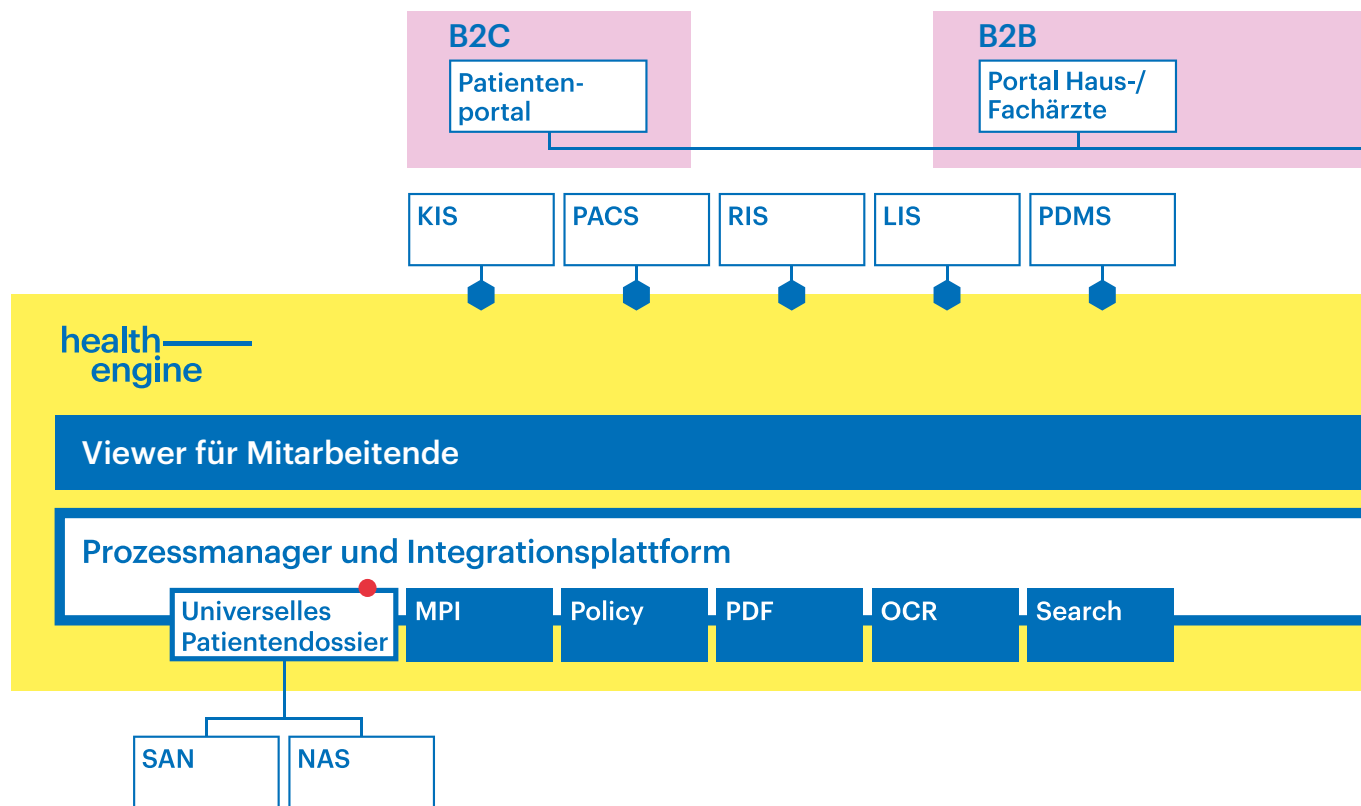 B2C
B2B
Patienten-
portal
Portal Haus-/
Fachärzte
KIS
PACS
RIS
LIS
PDMS
health
engine
Viewer für Mitarbeitende
Prozessmanager und Integrationsplattform
Universelles
Patientendossier
MPI
Policy
PDF
OCR
Search
SAN
NAS